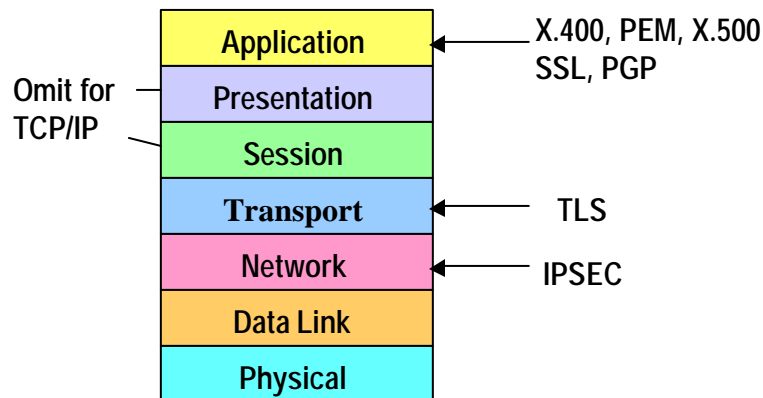 Application
X.400, PEM, X.500
SSL, PGP
Omit for
TCP/IP
Presentation
Session
Transport
TLS
Network
IPSEC
Data Link
Physical